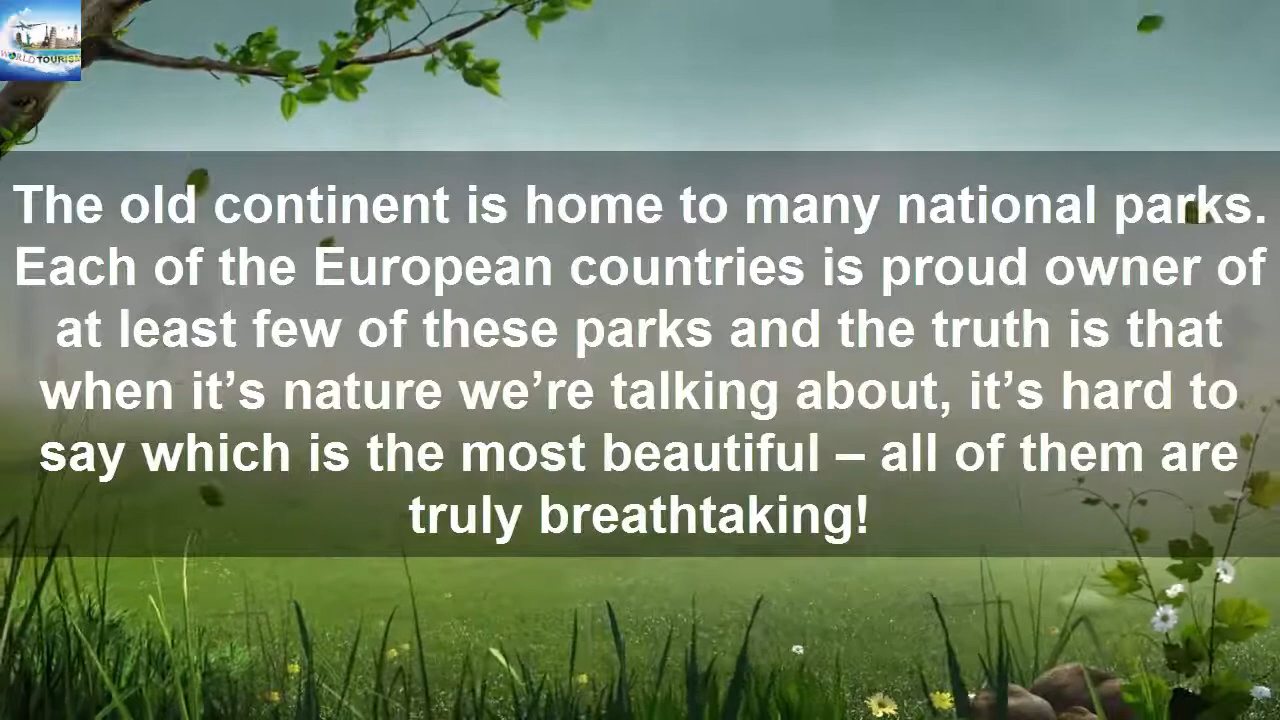 WORLD TOURISM
The old continent is home to many national parks.
Each of the European countries is proud owner of
at least few of these parks and the truth is that
when it’s nature we’re talking about, it’s hard to
say which is the most beautiful – all of them are
truly breathtaking!